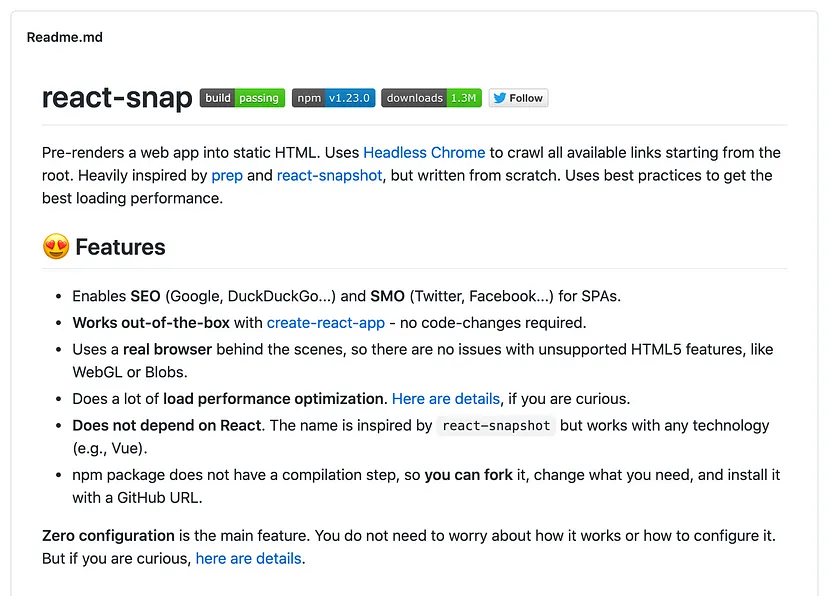 Readme.md
react-snap build passing npm v1.23.0 downloads 1.3M Follow
Pre-renders a web app into static HTML. Uses Headless Chrome to crawl all available links starting from the
root. Heavily inspired by prep and react-snapshot, but written from scratch. Uses best practices to get the
best loading performance.
😍 Features
• Enables SEO (Google, DuckDuckGo...) and SMO (Twitter, Facebook...) for SPAs.
• Works out-of-the-box with create-react-app - no code-changes required.
• Uses a real browser behind the scenes, so there are no issues with unsupported HTML5 features, like
WebGL or Blobs.
• Does a lot of load performance optimization. Here are details, if you are curious.
• Does not depend on React. The name is inspired by react-snapshot but works with any technology
(e.g., Vue).
• npm package does not have a compilation step, so you can fork it, change what you need, and install it
with a GitHub URL.
Zero configuration is the main feature. You do not need to worry about how it works or how to configure it.
But if you are curious, here are details.